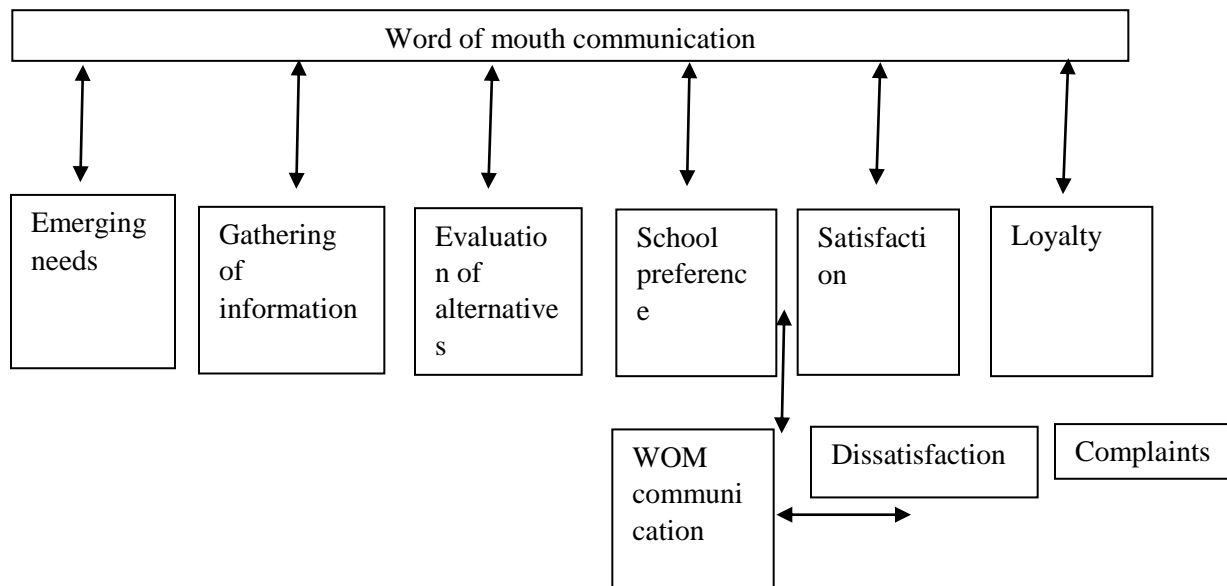 Word of mouth communication
Emerging
needs
Gathering
of
information
Evaluatio
n of
alternative
s
School
preferenc
e
Satisfacti
on
Loyalty
WOM
communi
cation
Dissatisfaction
Complaints